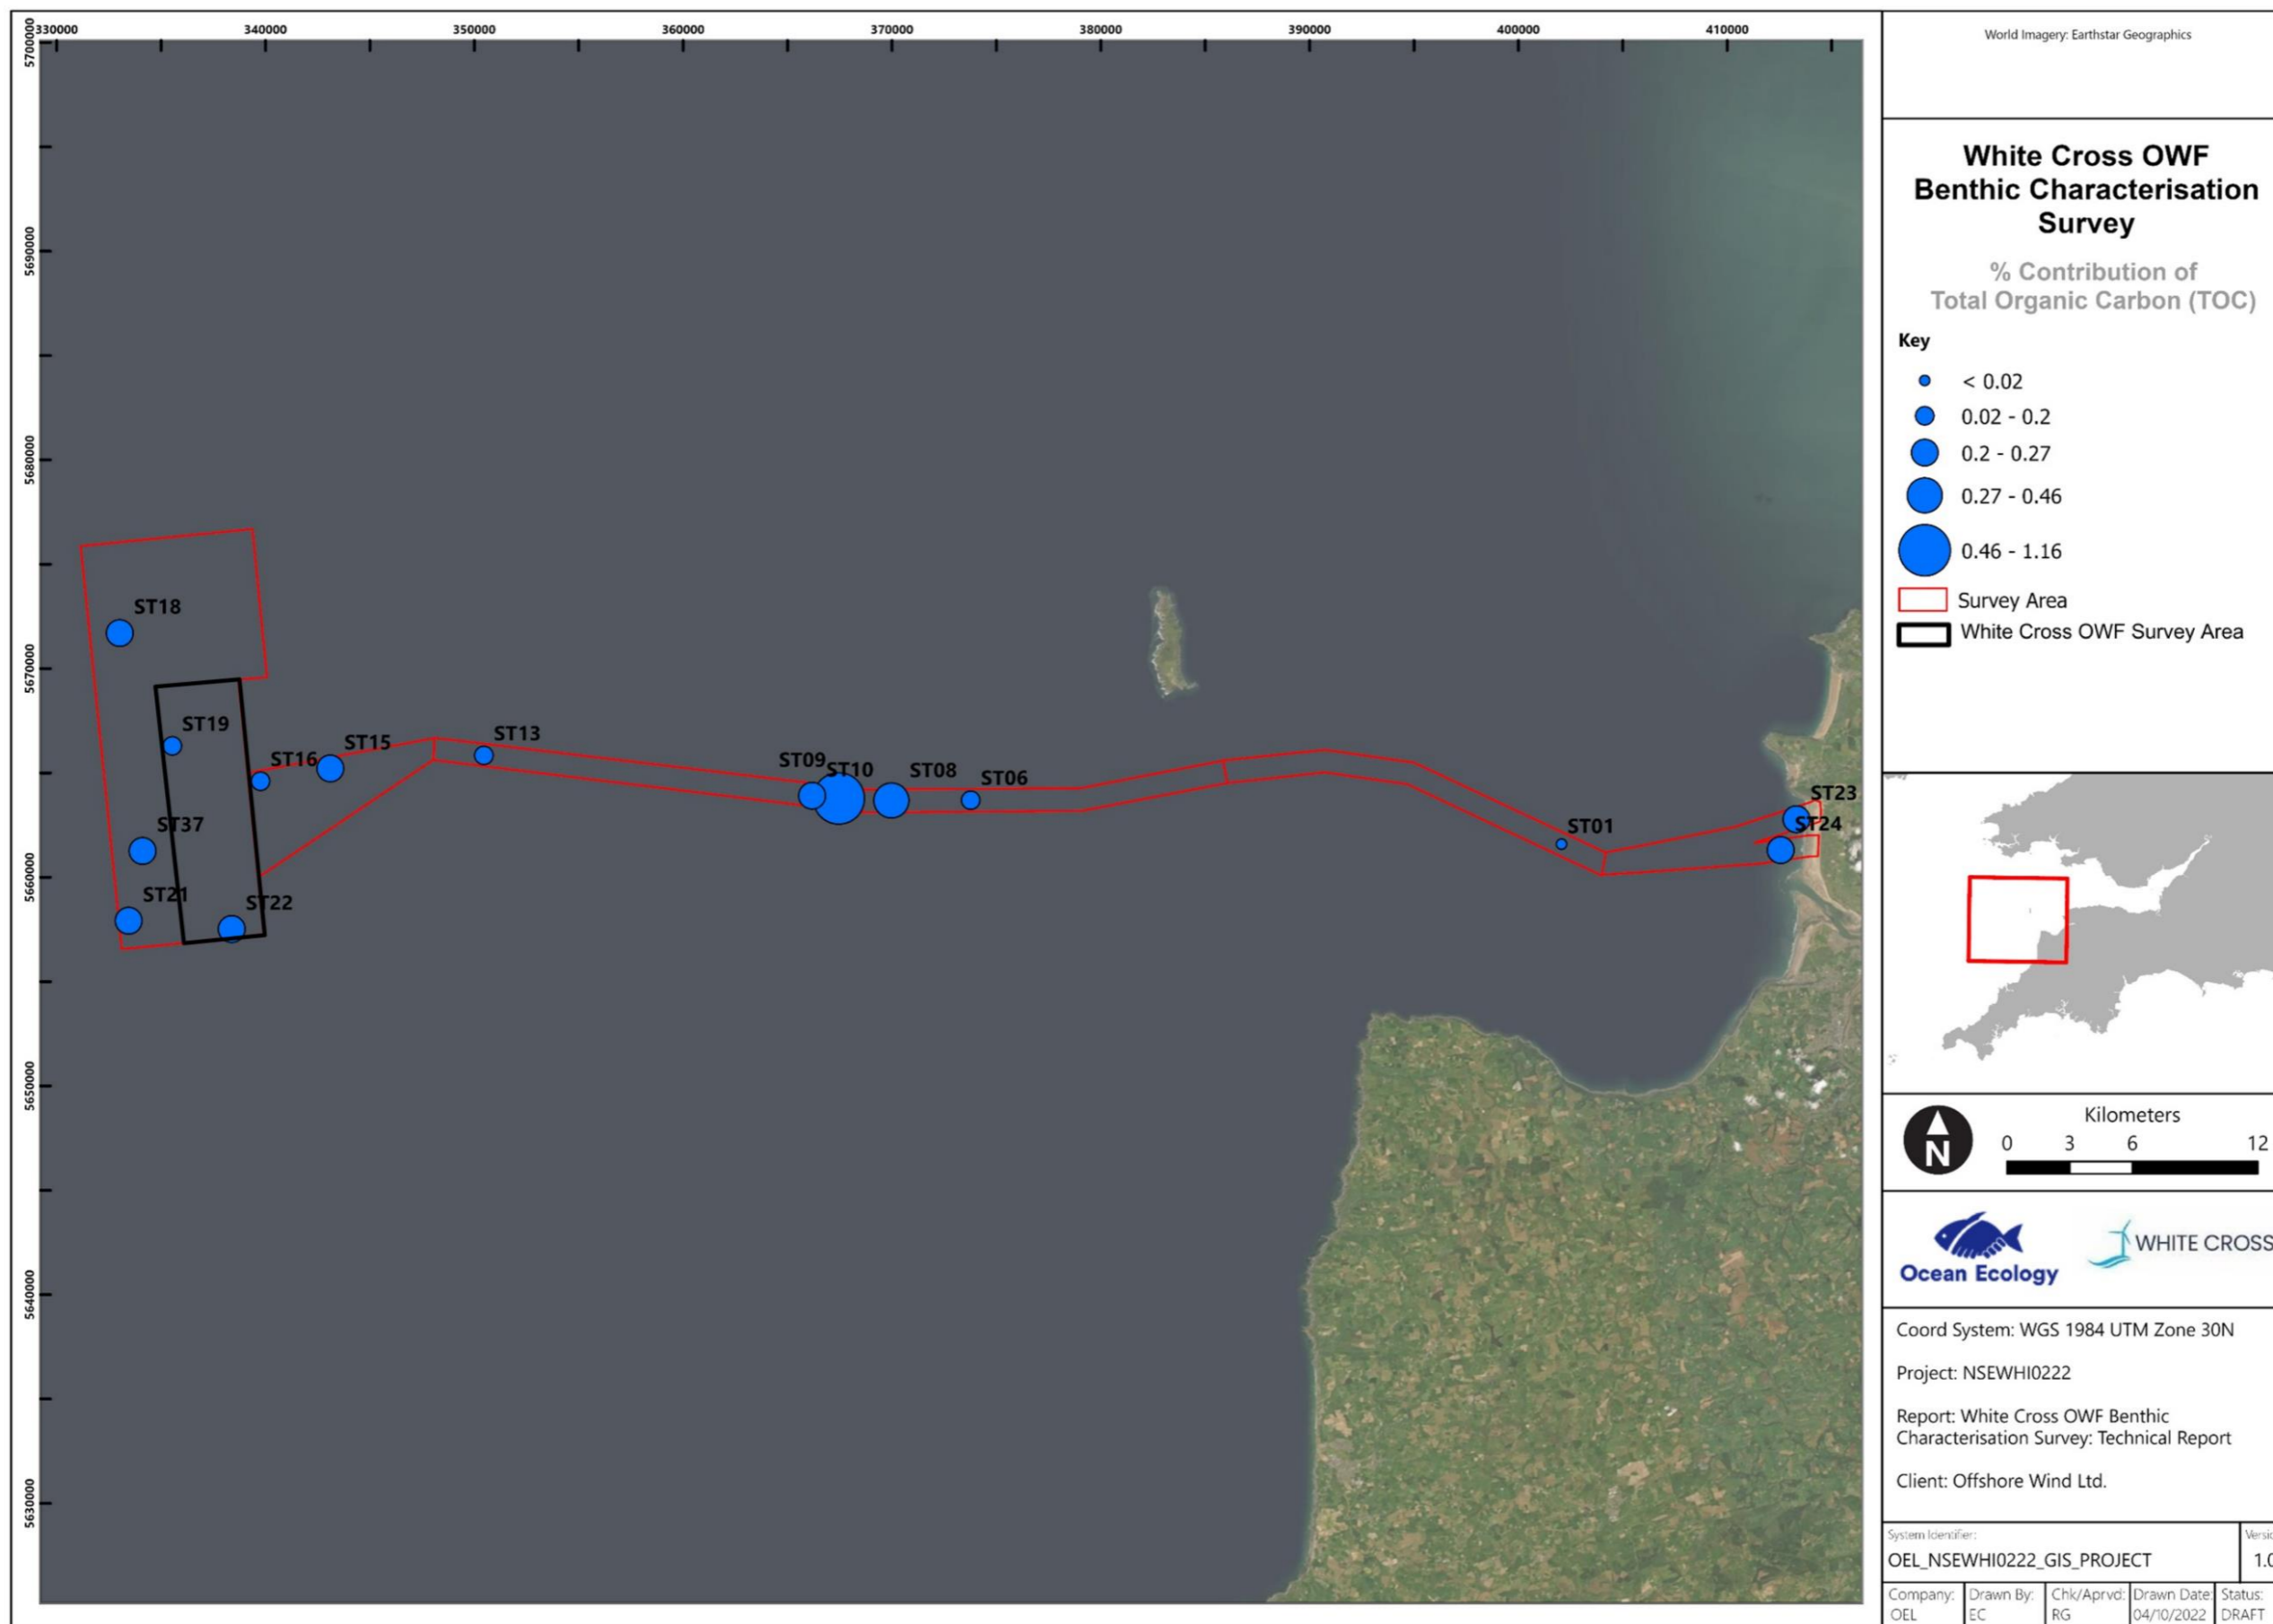 330000 340000 350000 360000 370000 380000 390000 400000 410000
5700000
5690000
5680000
5670000
5660000
5650000
5640000
5630000
ST18
ST19
ST16
ST15
ST13
ST09
ST10
ST08
ST06
ST37
ST21
ST22
ST01
ST23
ST24
World Imagery: Earthstar Geographics
White Cross OWF
Benthic Characterisation
Survey
% Contribution of
Total Organic Carbon (TOC)
Key
< 0.02
0.02 - 0.2
0.2 - 0.27
0.27 - 0.46
0.46 - 1.16
Survey Area
White Cross OWF Survey Area
N
Kilometers
0 3 6 12
Ocean Ecology
WHITE CROSS
Coord System: WGS 1984 UTM Zone 30N
Project: NSEWHI0222
Report: White Cross OWF Benthic
Characterisation Survey: Technical Report
Client: Offshore Wind Ltd.
System Identifier:
OEL_NSEWHI0222_GIS_PROJECT
Company: Drawn By: Chk/Aprvd: Drawn Date: Status:
OEL EC RG 04/10/2022 DRAFT